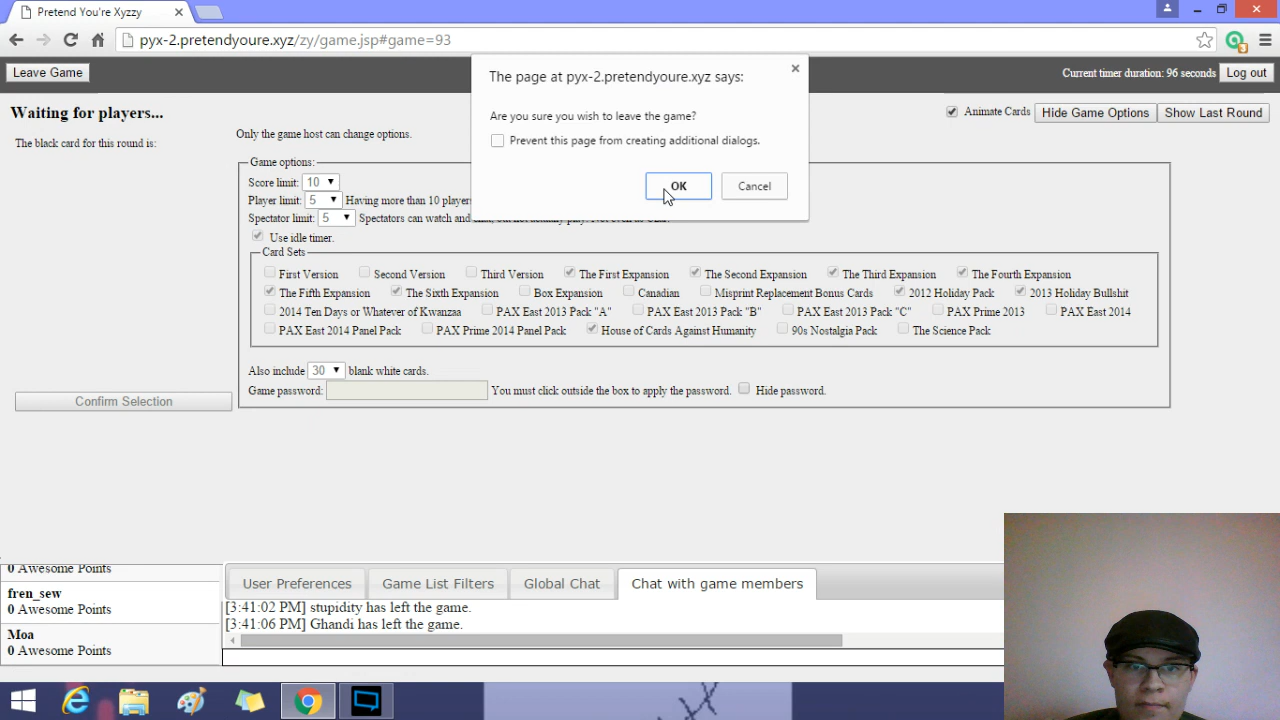 Pretend You're Xyzzy
pyx-2.pretendyoure.xyz/zy/game.jsp#game=93
Leave Game
Current timer duration: 96 seconds
Log out
The page at pyx-2.pretendyoure.xyz says:
Are you sure you wish to leave the game?
Prevent this page from creating additional dialogs.
OK
Cancel
Waiting for players...
Animate Cards
Hide Game Options
Show Last Round
The black card for this round is:
Only the game host can change options.
Game options:
Score limit: 10
Player limit: 5 Having more than 10 players
Spectator limit: 5 Spectators can watch and
Use idle timer.
Card Sets
First Version Second Version Third Version The First Expansion The Second Expansion The Third Expansion The Fourth Expansion
The Fifth Expansion The Sixth Expansion Box Expansion Canadian Misprint Replacement Bonus Cards 2012 Holiday Pack 2013 Holiday Bullshit
2014 Ten Days or Whatever of Kwanzaa PAX East 2013 Pack "A" PAX East 2013 Pack "B" PAX East 2013 Pack "C" PAX Prime 2013 PAX East 2014
PAX East 2014 Panel Pack PAX Prime 2014 Panel Pack House of Cards Against Humanity 90s Nostalgia Pack The Science Pack
Also include 30 blank white cards.
Game password: You must click outside the box to apply the password. Hide password.
Confirm Selection
0 Awesome Points
fren_sew
0 Awesome Points
Moa
0 Awesome Points
User Preferences
Game List Filters
Global Chat
Chat with game members
[3:41:02 PM] stupidity has left the game.
[3:41:06 PM] Ghandi has left the game.